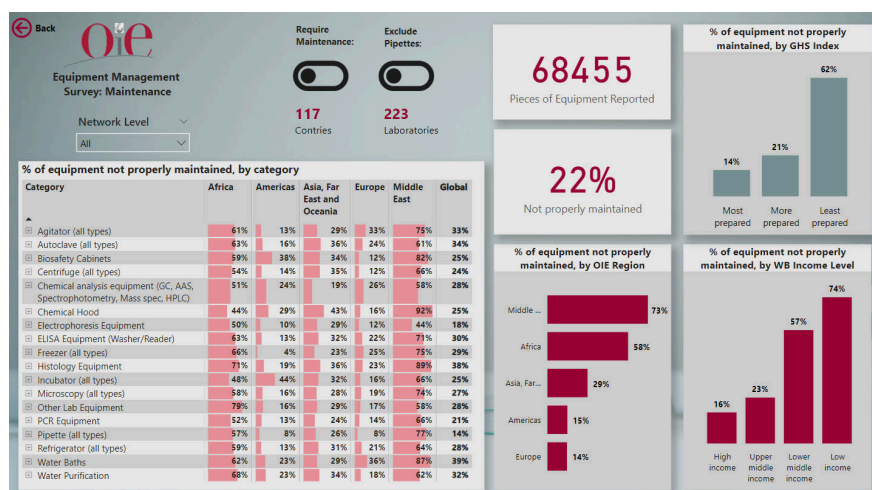 Back
Oie
Equipment Management
Survey: Maintenance
Network Level
All
Require
Maintenance:
Exclude
Pipettes:
117
Contries
223
Laboratories
68455
Pieces of Equipment Reported
22%
Not properly maintained
% of equipment not properly
maintained, by GHS Index
62%
21%
14%
Most
prepared
More
prepared
Least
prepared
% of equipment not properly maintained, by category
Category Africa Americas Asia, Far East and Oceania Europe Middle East Global
Agitator (all types) 61% 13% 29% 33% 75% 33%
Autoclave (all types) 63% 16% 36% 24% 61% 34%
Biosafety Cabinets 59% 38% 34% 12% 82% 25%
Centrifuge (all types) 54% 14% 35% 12% 66% 24%
Chemical analysis equipment (GC, AAS, 51% 24% 19% 26% 58% 28%
Spectrophotometry, Mass spec, HPLC)
Chemical Hood 44% 29% 43% 16% 92% 25%
Electrophoresis Equipment 50% 10% 29% 12% 44% 18%
ELISA Equipment (Washer/Reader) 63% 13% 32% 22% 71% 30%
Freezer (all types) 66% 4% 23% 25% 75% 29%
Histology Equipment 71% 19% 36% 23% 89% 38%
Incubator (all types) 48% 44% 32% 16% 66% 25%
Microscopy (all types) 58% 16% 28% 19% 74% 27%
Other Lab Equipment 79% 16% 29% 17% 58% 28%
PCR Equipment 52% 13% 24% 14% 66% 21%
Pipette (all types) 57% 8% 26% 8% 77% 14%
Refrigerator (all types) 59% 13% 31% 21% 64% 28%
Water Baths 62% 23% 29% 36% 87% 39%
Water Purification 68% 23% 34% 18% 62% 32%
% of equipment not properly
maintained, by OIE Region
Middle ... 73%
Africa 58%
Asia, Far... 29%
Americas 15%
Europe 14%
% of equipment not properly
maintained, by WB Income Level
74%
57%
23%
16%
High
income
Upper
middle
income
Lower
middle
income
Low
income